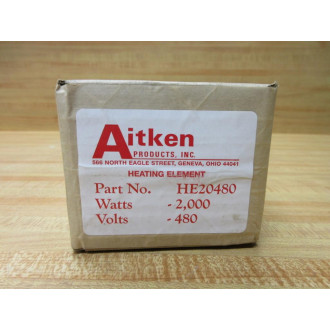 Aitken
PRODUCTS, INC.
566 NORTH EAGLE STREET, GENEVA, OHIO 44041
HEATING ELEMENT
Part No. HE20480
Watts - 2,000
Volts - 480